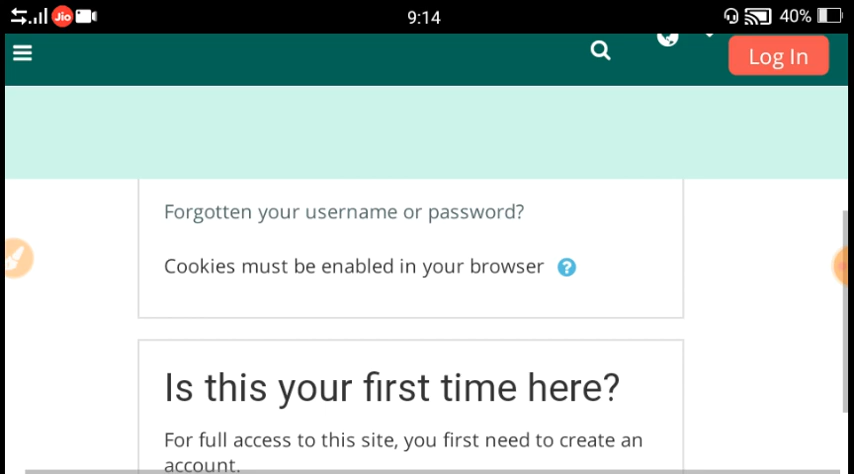 Jio
9:14
40%
Log In
Forgotten your username or password?
Cookies must be enabled in your browser ?
Is this your first time here?
For full access to this site, you first need to create an
account.